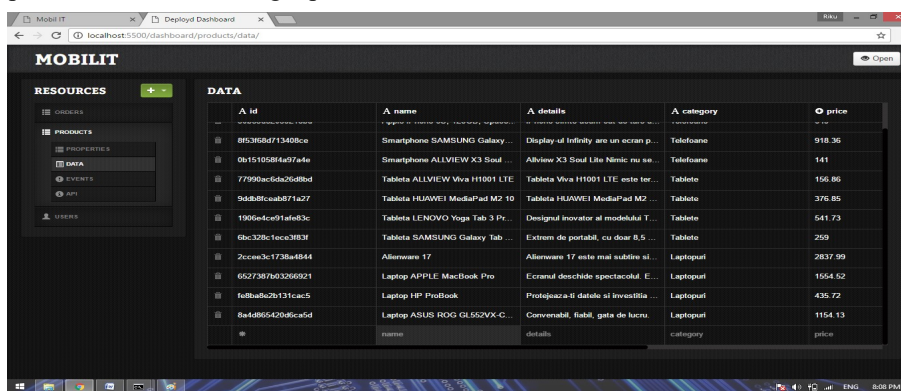 Mobil IT
Deployd Dashboard
Riku
localhost:5500/dashboard/products/data/
MOBILIT
Open
RESOURCES
DATA
ORDERS
PRODUCTS
PROPERTIES
DATA
EVENTS
API
USERS
id name details category price
8f53f68d713408ce Smartphone SAMSUNG Galaxy... Display-ul Infinity are un ecran p... Telefoane 918.36
0b151058f4a97a4e Smartphone ALLVIEW X3 Soul ... Allview X3 Soul Lite Nimic nu se... Telefoane 141
77990ac6da26d8bd Tableta ALLVIEW Viva H1001 LTE Tableta Viva H1001 LTE este ter... Tablete 156.86
9ddb8fceab871a27 Tableta HUAWEI MediaPad M2 10 Tableta HUAWEI MediaPad M2 ... Tablete 376.85
1906e4ce91afe83c Tableta LENOVO Yoga Tab 3 Pr... Designul inovator al modelului T... Tablete 541.73
6bc328c1ece3f83f Tableta SAMSUNG Galaxy Tab ... Extrem de portabil, cu doar 8,5 ... Tablete 259
2ccee3c1738a4844 Alienware 17 Alienware 17 este mai subtire si... Laptopuri 2837.99
6527387b03266921 Laptop APPLE MacBook Pro Ecranul deschide spectacolul. E... Laptopuri 1554.52
fe8ba8e2b131cac5 Laptop HP ProBook Protejeaza-ti datele si investitia ... Laptopuri 435.72
8a4d865420d6ca5d Laptop ASUS ROG GL552VX-C... Convenabil, fiabil, gata de lucru. Laptopuri 1154.13
name details category price
ENG 8:08 PM